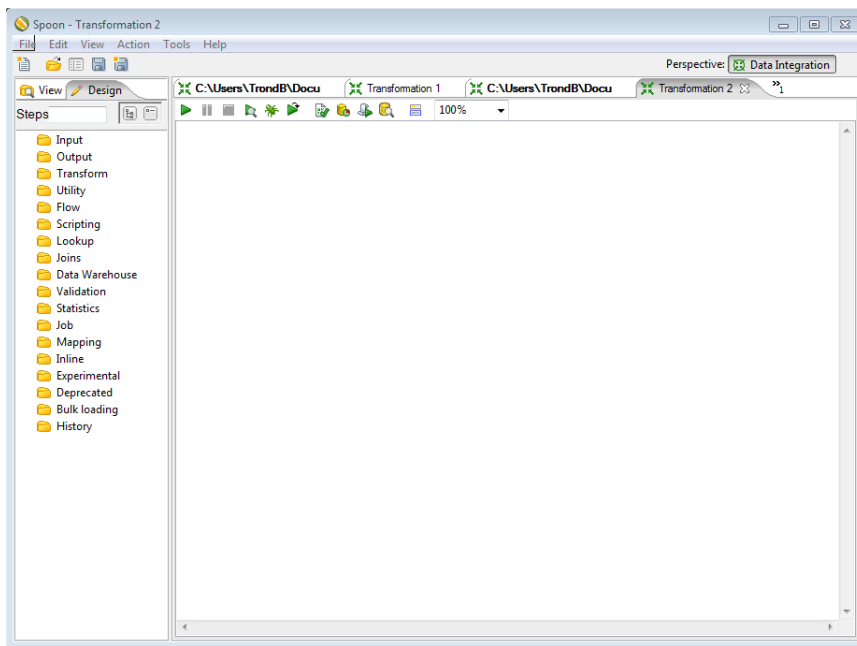 Spoon - Transformation 2
File Edit View Action Tools Help
Perspective: Data Integration
View Design
C:\Users\TrondB\Docu Transformation 1 C:\Users\TrondB\Docu Transformation 2 »1
Steps
100%
Input
Output
Transform
Utility
Flow
Scripting
Lookup
Joins
Data Warehouse
Validation
Statistics
Job
Mapping
Inline
Experimental
Deprecated
Bulk loading
History